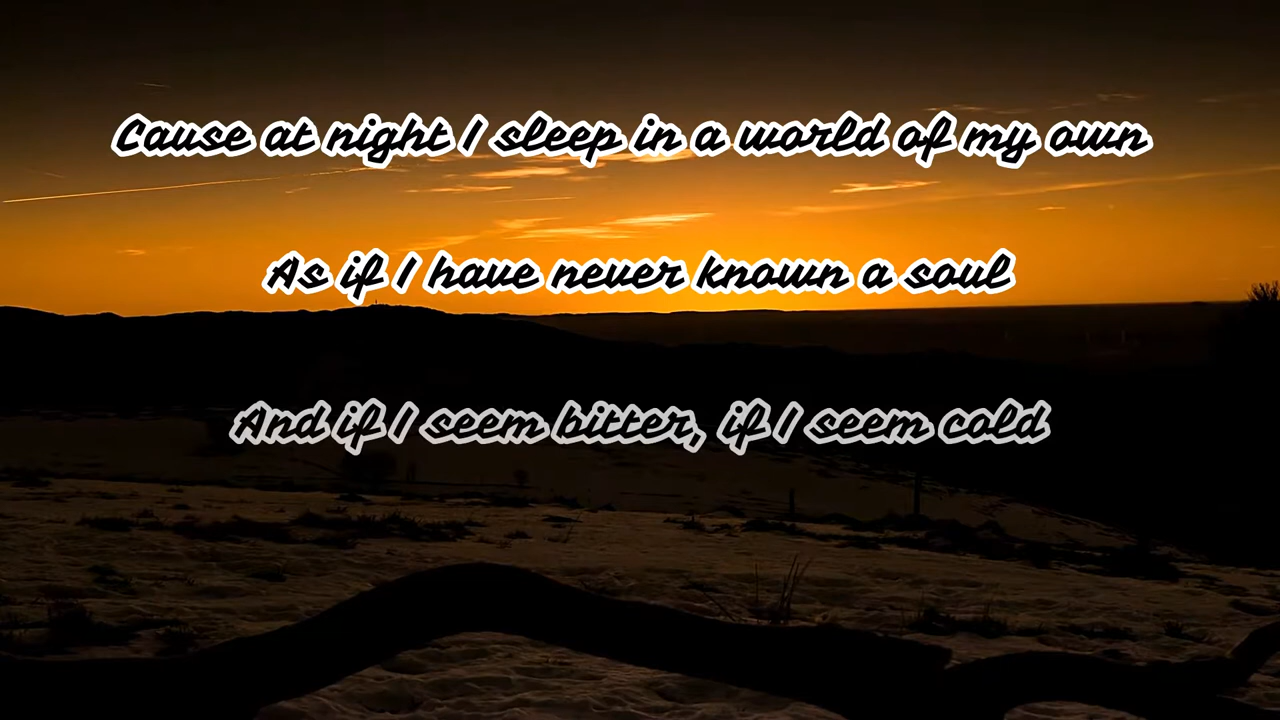 Cause at night I sleep in a world of my own
As if I have never known a soul
And if I seem bitter, if I seem cold